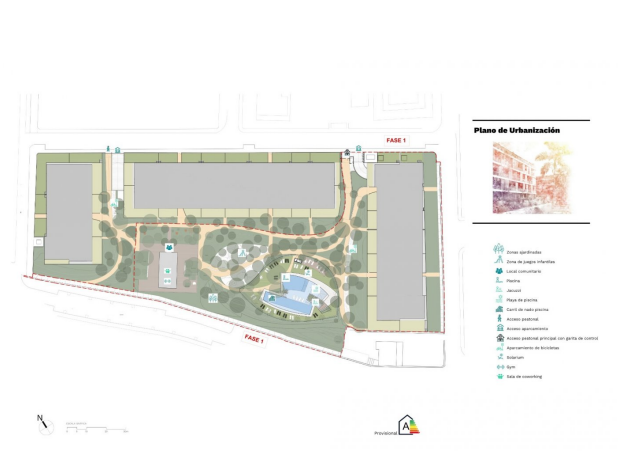 FASE 1
Plano de Urbanización
Zonas ajardinadas
Zona de juegos infantiles
Local comunitario
Piscina
Jacuzzi
Playa de piscina
Carril de nado piscina
Acceso peatonal
Acceso aparcamiento
Acceso peatonal principal con garita de control
Aparcamiento de bicicletas
Solarium
Gym
Sala de coworking
FASE 1
N
Provisional
A